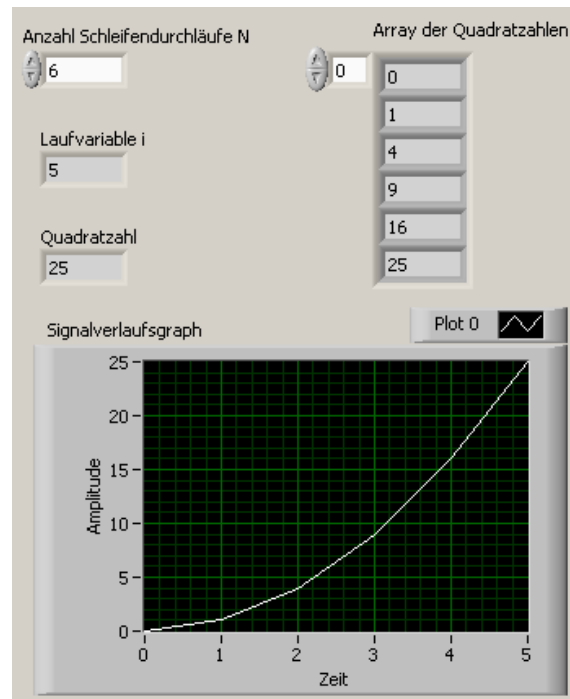 Anzahl Schleifendurchläufe N
6
Array der Quadratzahlen
0
0
1
4
9
16
25
Laufvariable i
5
Quadratzahl
25
Signalverlaufsgraph
Plot 0
Amplitude
25
20
15
10
5
0
0 1 2 3 4 5
Zeit